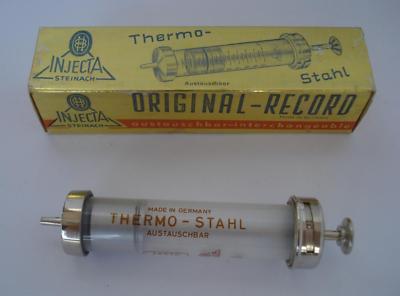 INJECTA
STEINACH
Thermo-
Stahl
Austauschbar
INJECTA
STEINACH
ORIGINAL-RECORD
austauschbar-interchangeable
MADE IN GERMANY
THERMO-STAHL
AUSTAUSCHBAR